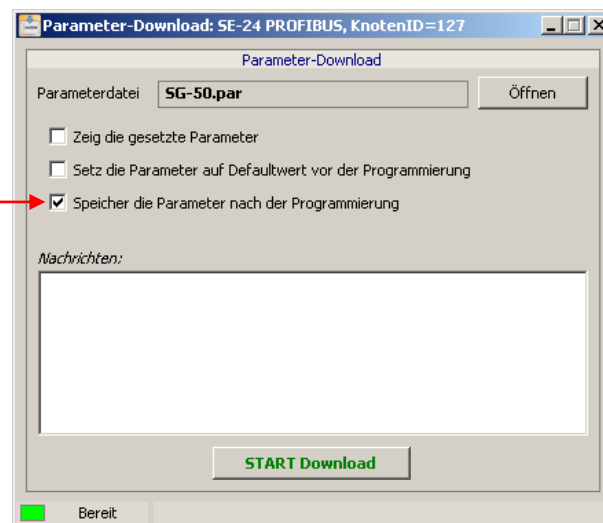 Parameter-Download: SE-24 PROFIBUS, KnotenID=127
Parameter-Download
Parameterdatei SG-50.par Öffnen
Zeig die gesetzte Parameter
Setz die Parameter auf Defaultwert vor der Programmierung
Speicher die Parameter nach der Programmierung
Nachrichten:
START Download
Bereit